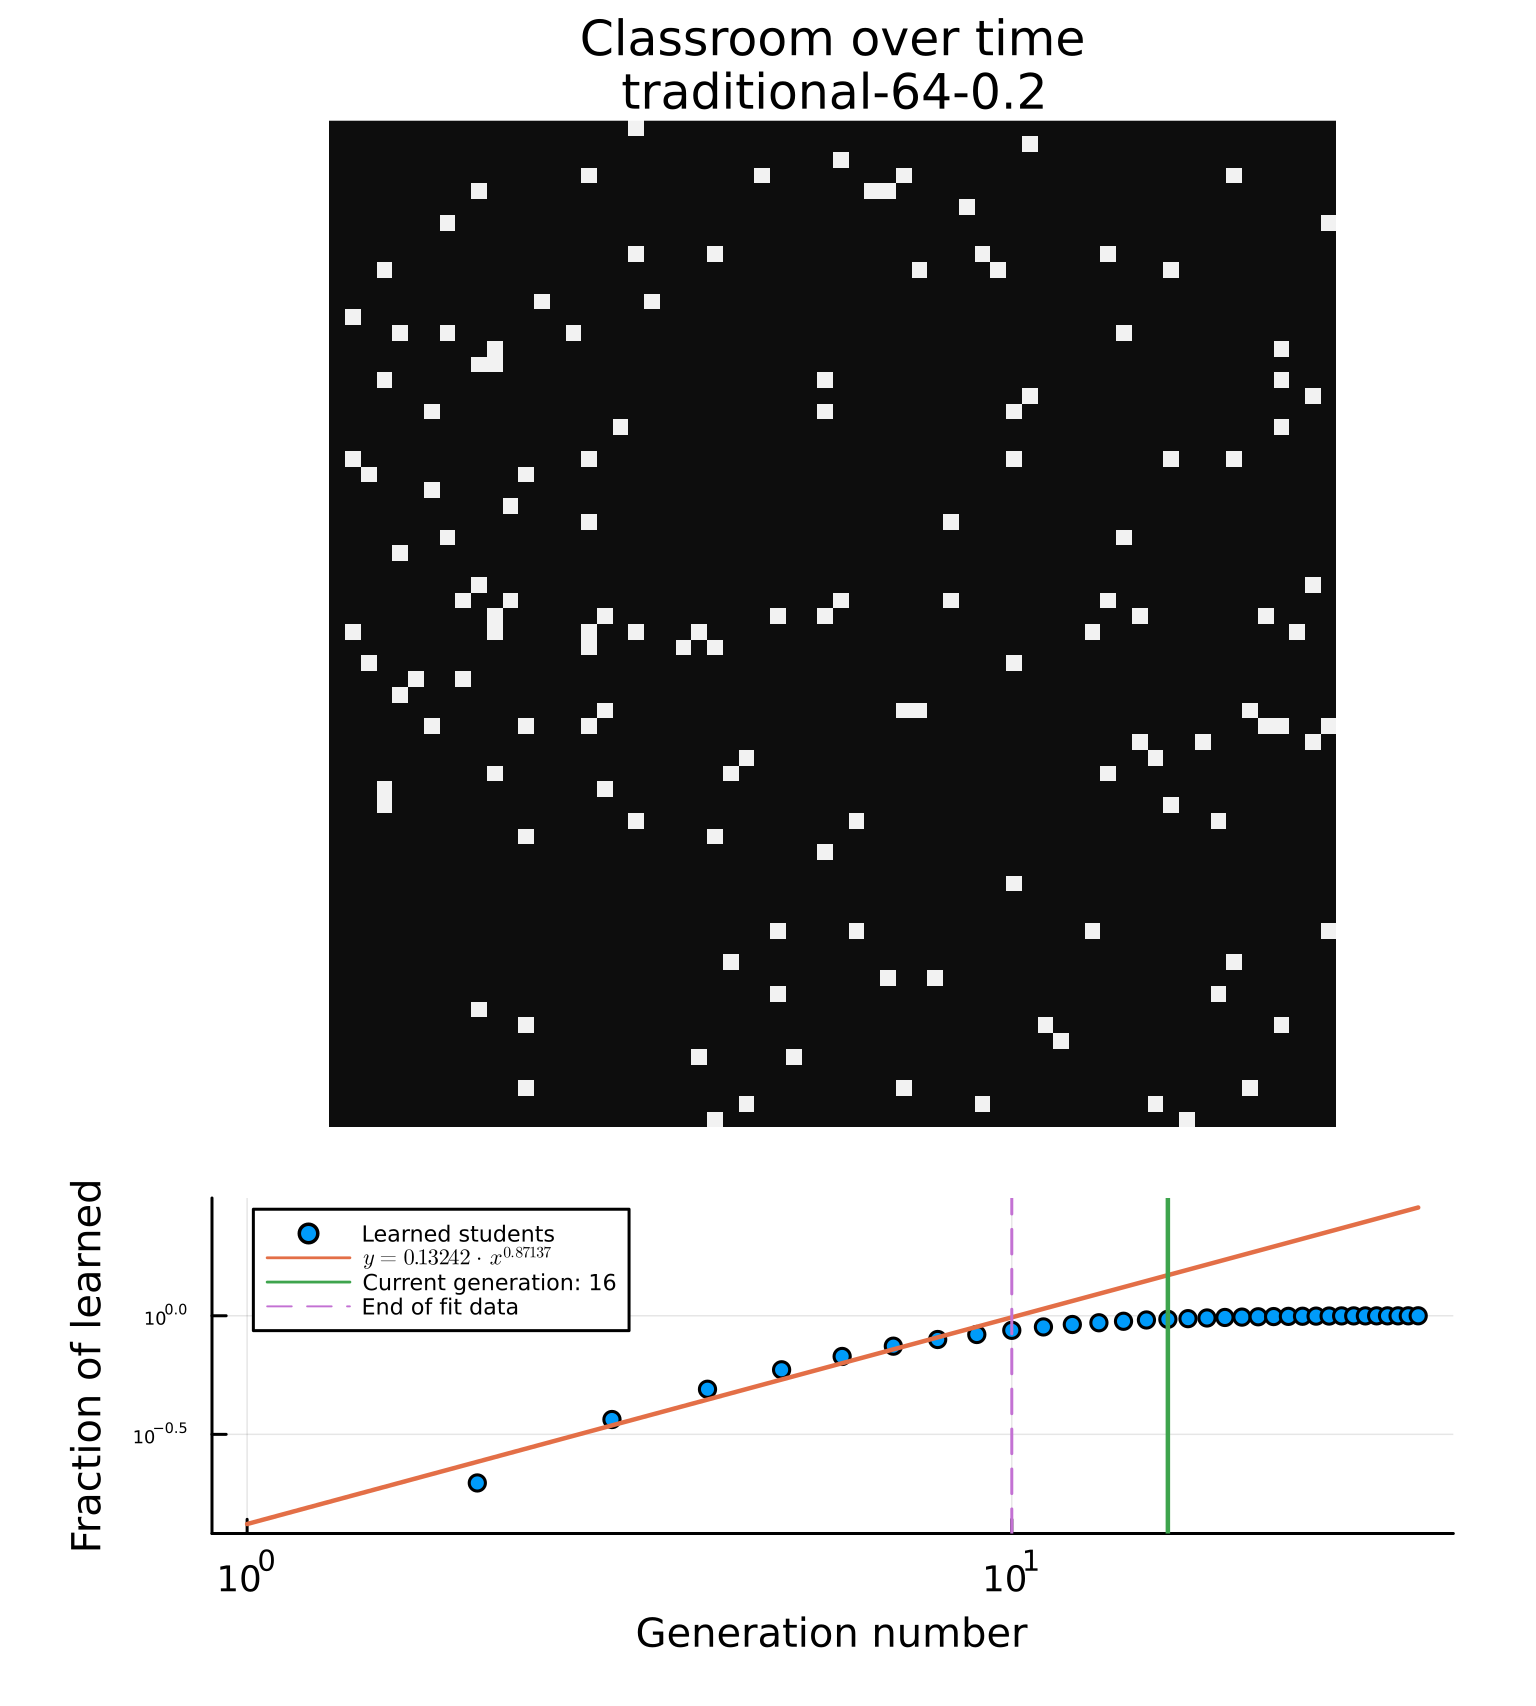 Classroom over time
traditional-64-0.2
Fraction of learned
Learned students
y = 0.13242 · x^0.87137
Current generation: 16
End of fit data
10^0.0
10^−0.5
10^0
10^1
Generation number